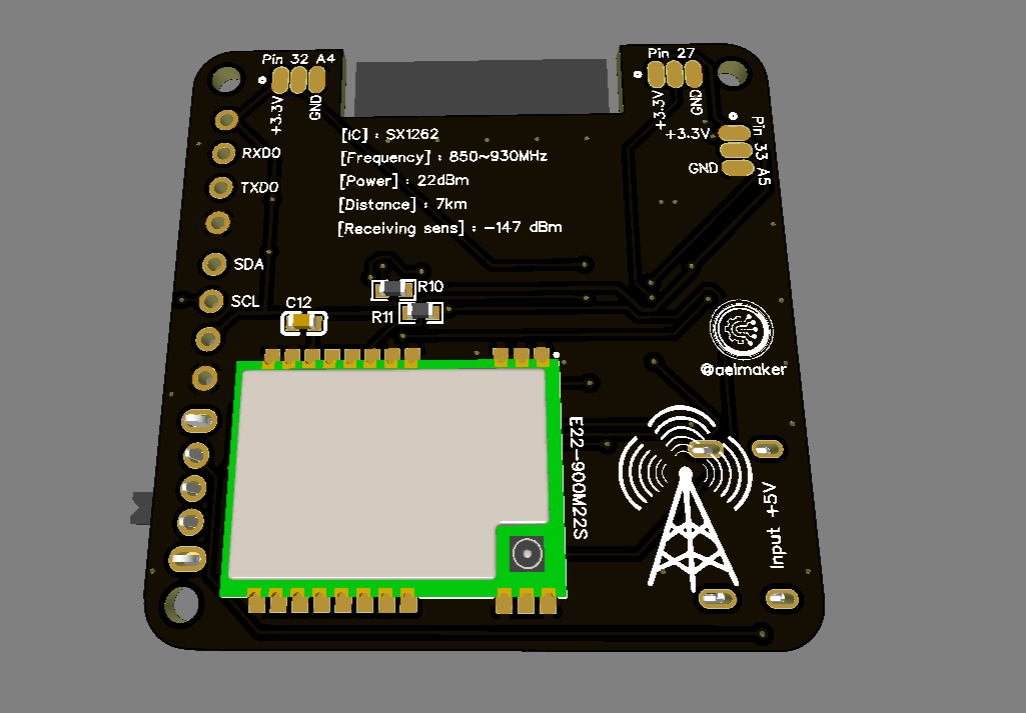 Pin 32 A4
+3.3V
GND
Pin 27
+3.3V
GND
+3.3V
GND
Pin 33 A5
RXD0
TXD0
SDA
SCL
[IC] : SX1262
[Frequency] : 850~930MHz
[Power] : 22dBm
[Distance] : 7km
[Receiving sens] : -147 dBm
R10
R11
C12
@aeimaker
E22-900M22S
Input +5V